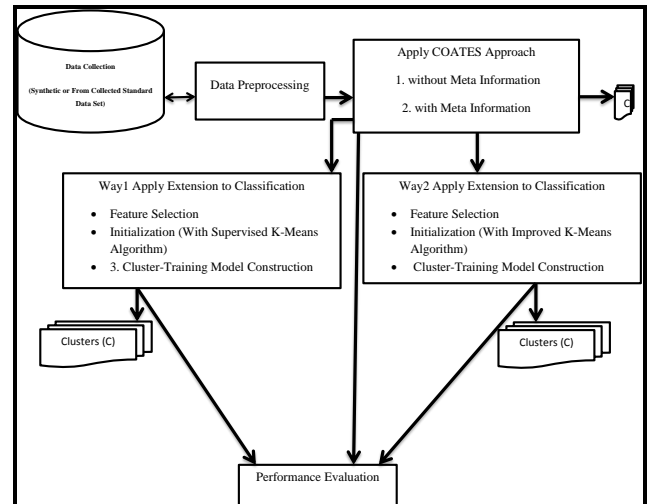 Data Collection
(Synthetic or From Collected Standard
Data Set)
Data Preprocessing
Apply COATES Approach
1. without Meta Information
2. with Meta Information
C
Way1 Apply Extension to Classification
• Feature Selection
• Initialization (With Supervised K-Means
Algorithm)
• 3. Cluster-Training Model Construction
Way2 Apply Extension to Classification
• Feature Selection
• Initialization (With Improved K-Means
Algorithm)
• Cluster-Training Model Construction
Clusters (C)
Clusters (C)
Performance Evaluation